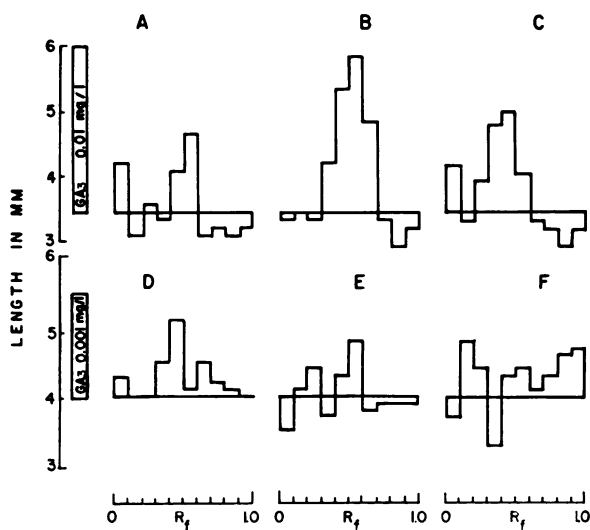 A B C
6
5
4
3
GA3 0.01 mg/l
LENGTH IN MM
D E F
6
5
4
3
GA3 0.001 mg/l
0 Rf 1.0 0 Rf 1.0 0 Rf 1.0